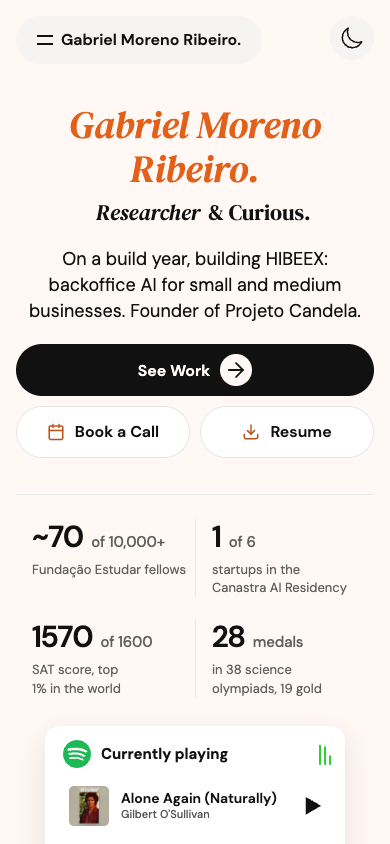 Gabriel Moreno Ribeiro.
Gabriel Moreno
Ribeiro.
Researcher & Curious.
On a build year, building HIBEEX:
backoffice AI for small and medium
businesses. Founder of Projeto Candela.
See Work
Book a Call
Resume
~70 of 10,000+
Fundação Estudar fellows
1 of 6
startups in the
Canastra AI Residency
1570 of 1600
SAT score, top
1% in the world
28 medals
in 38 science
olympiads, 19 gold
Currently playing
Alone Again (Naturally)
Gilbert O'Sullivan